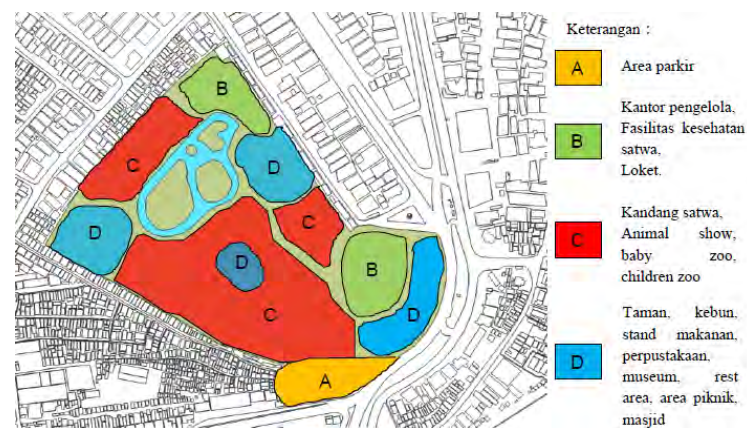 Keterangan :
A
Area parkir
B
Kantor pengelola,
Fasilitas kesehatan
satwa,
Loket.
C
Kandang satwa,
Animal show,
baby zoo,
children zoo
D
Taman, kebun,
stand makanan,
perpustakaan,
museum, rest
area, area piknik,
masjid
B
C
D
C
D
D
B
C
D
A